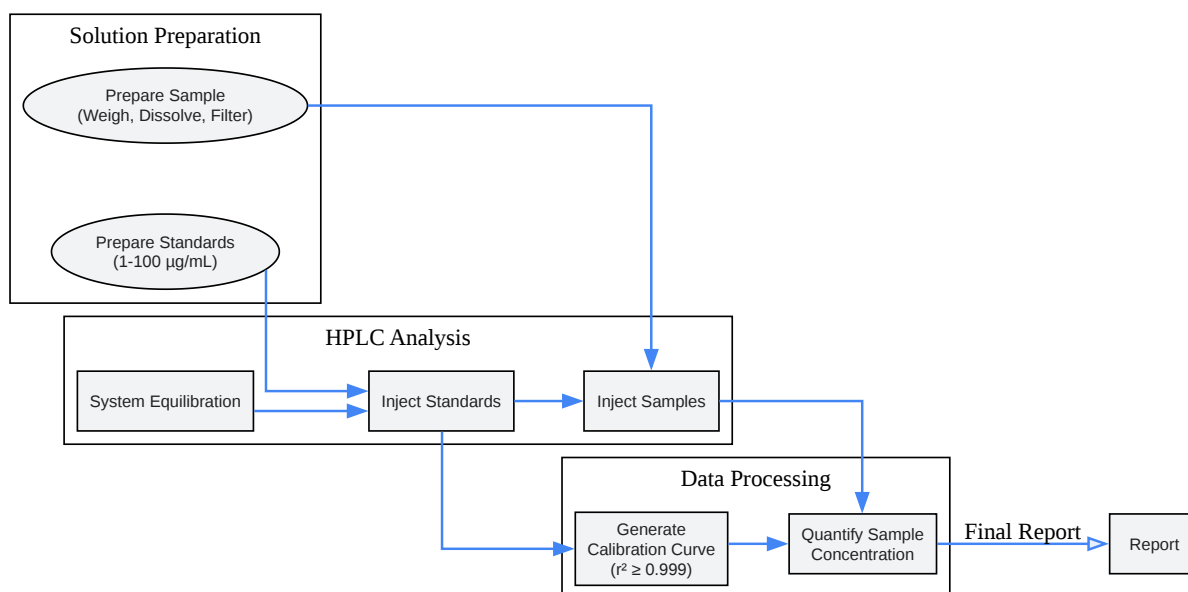 Solution Preparation
Prepare Sample
(Weigh, Dissolve, Filter)
Prepare Standards
(1-100 µg/mL)
HPLC Analysis
System Equilibration
Inject Standards
Inject Samples
Data Processing
Generate
Calibration Curve
(r² ≥ 0.999)
Quantify Sample
Concentration
Final Report
Report